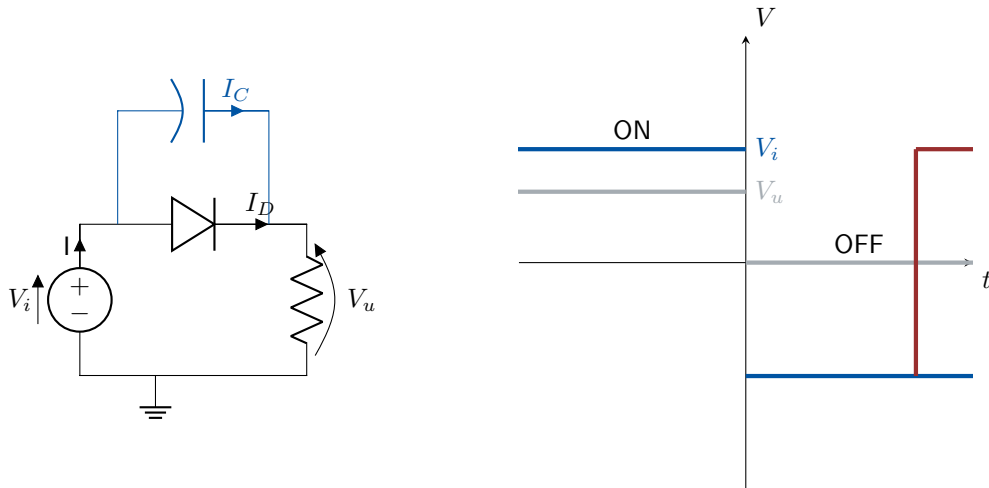 I_C
I_D
I
V_i
+
−
V_u
V
ON
V_i
V_u
OFF
t